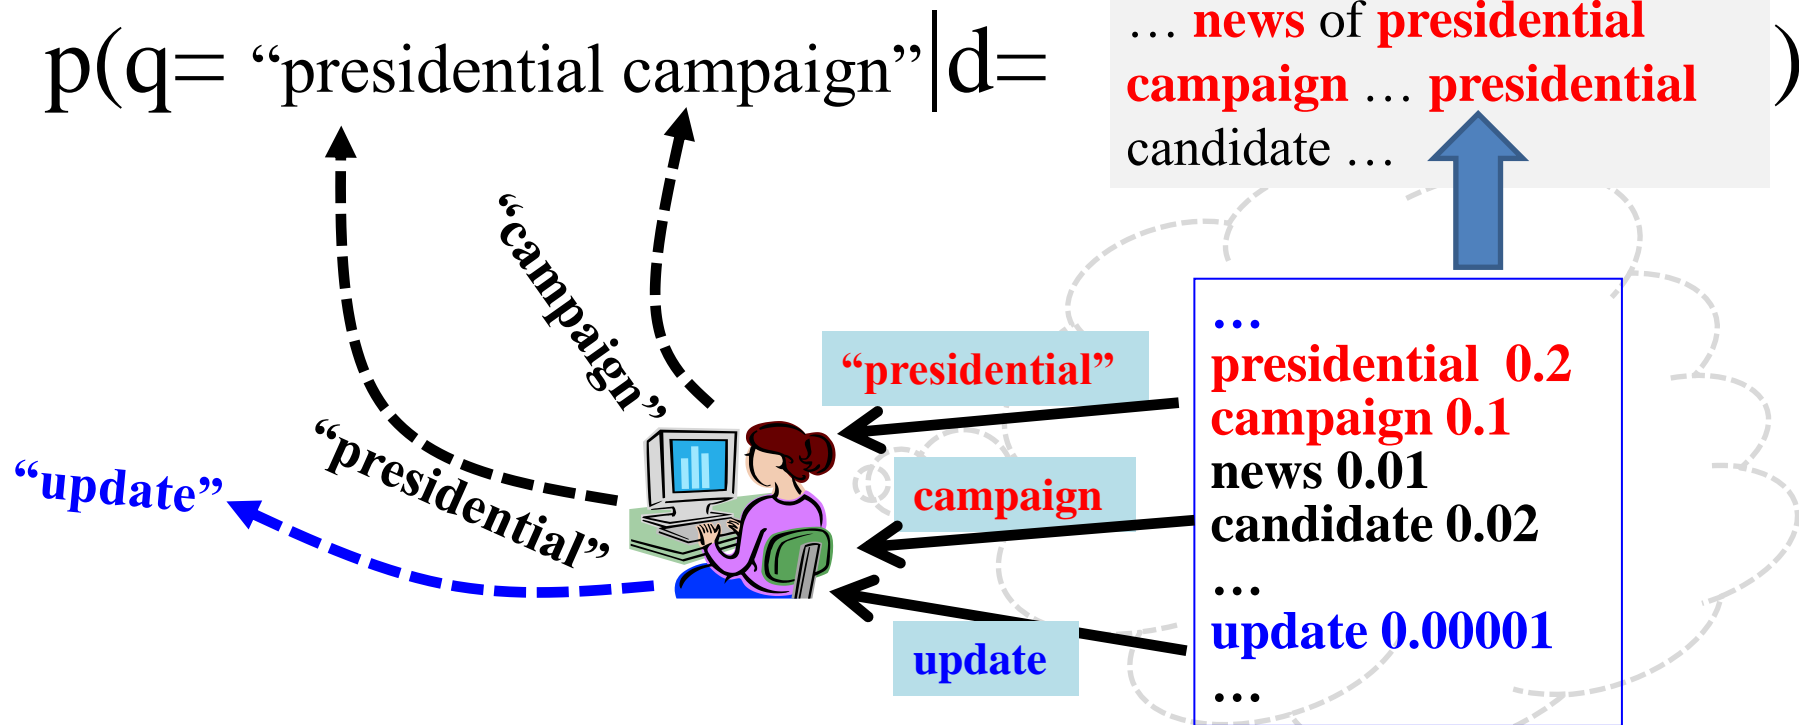 p(q= “presidential campaign”|d= )
… news of presidential
campaign … presidential
candidate …
“campaign”
“presidential”
“update”
“presidential”
campaign
update
…
presidential 0.2
campaign 0.1
news 0.01
candidate 0.02
…
update 0.00001
…